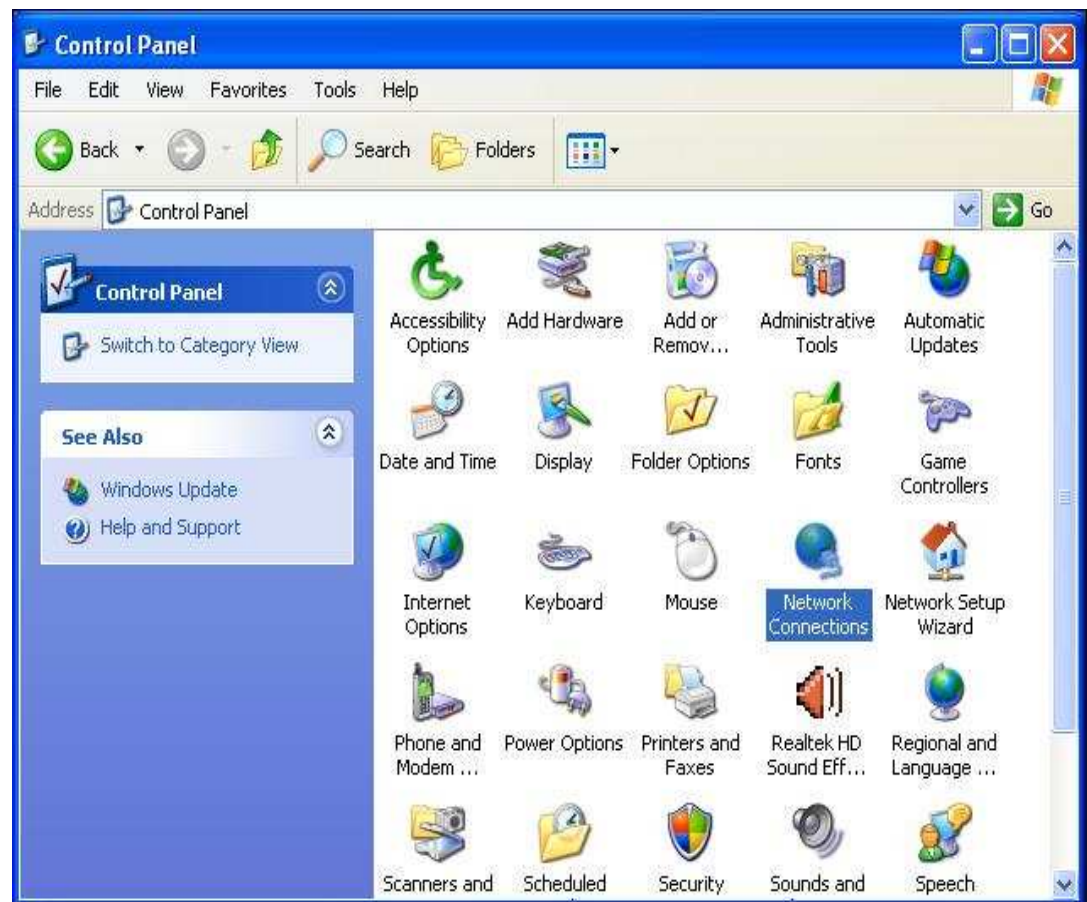 Control Panel
File Edit View Favorites Tools Help
Back Search Folders
Address Control Panel Go
Control Panel
Switch to Category View
See Also
Windows Update
Help and Support
Accessibility Options
Add Hardware
Add or Remov...
Administrative Tools
Automatic Updates
Date and Time
Display
Folder Options
Fonts
Game Controllers
Internet Options
Keyboard
Mouse
Network Connections
Network Setup Wizard
Phone and Modem ...
Power Options
Printers and Faxes
Realtek HD Sound Eff...
Regional and Language ...
Scanners and
Scheduled
Security
Sounds and
Speech